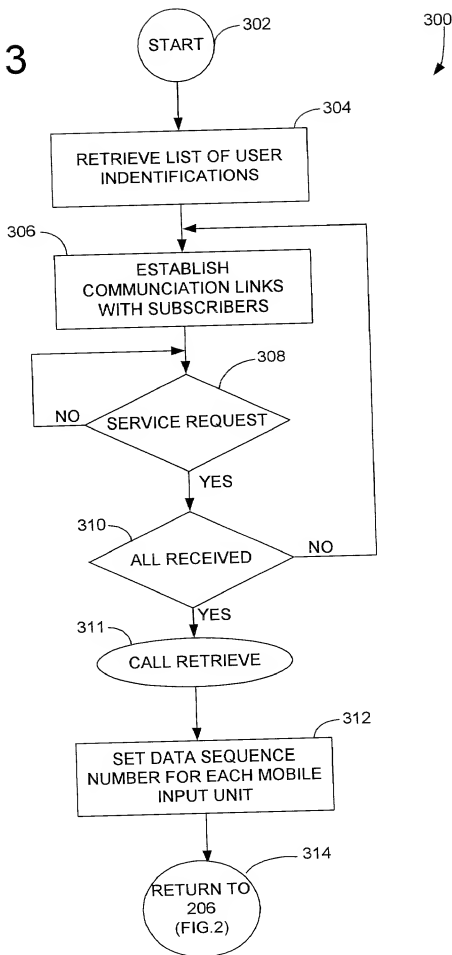 3
300
302
START
304
RETRIEVE LIST OF USER
INDENTIFICATIONS
306
ESTABLISH
COMMUNCIATION LINKS
WITH SUBSCRIBERS
308
NO
SERVICE REQUEST
YES
310
ALL RECEIVED
NO
YES
311
CALL RETRIEVE
312
SET DATA SEQUENCE
NUMBER FOR EACH MOBILE
INPUT UNIT
314
RETURN TO
206
(FIG.2)